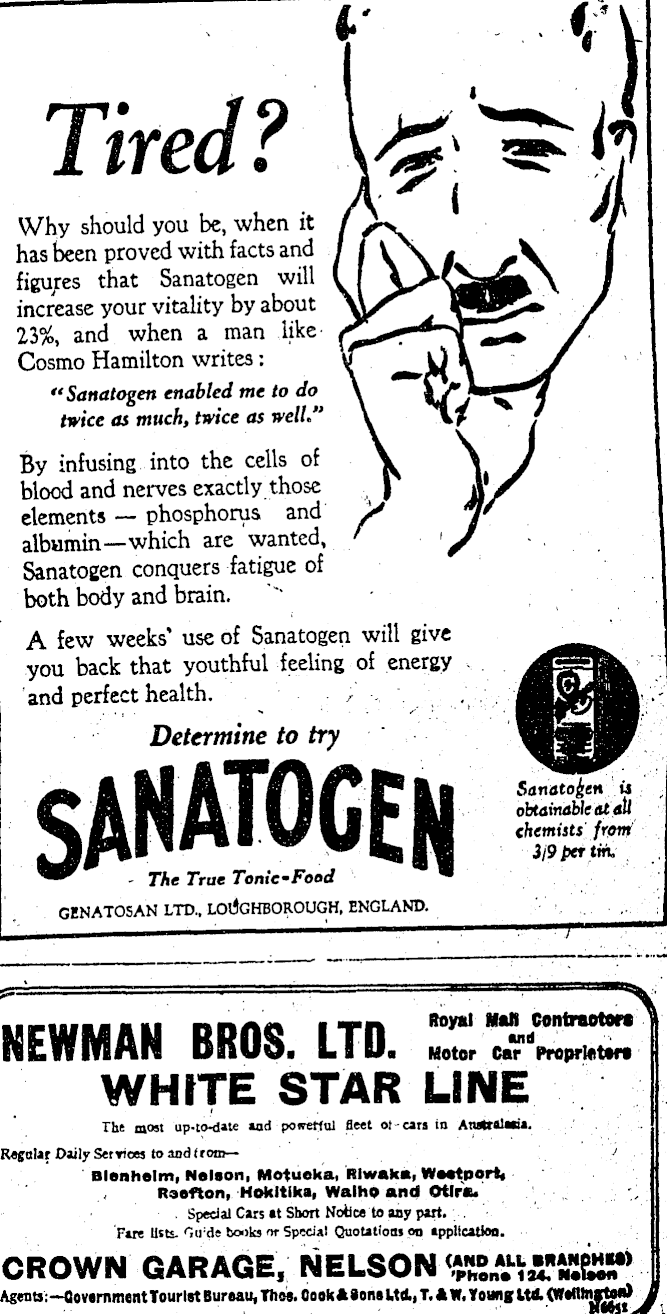 Tired?
Why should you be, when it
has been proved with facts and
figures that Sanatogen will
increase your vitality by about
23%, and when a man like
Cosmo Hamilton writes:
"Sanatogen enabled me to do
twice as much, twice as well."
By infusing into the cells of
blood and nerves exactly those
elements — phosphorus and
albumin—which are wanted,
Sanatogen conquers fatigue of
both body and brain.
A few weeks' use of Sanatogen will give
you back that youthful feeling of energy
and perfect health.
Determine to try
SANATOGEN
The True Tonic-Food
GENATOSAN LTD., LOUGHBOROUGH, ENGLAND.
Sanatogen is
obtainable at all
chemists from
3/9 per tin.
NEWMAN BROS. LTD.
Royal Mail Contractors
and
Motor Car Proprietors
WHITE STAR LINE
The most up-to-date and powerful fleet of cars in Australasia.
Regular Daily Services to and from—
Blenheim, Nelson, Motueka, Riwaka, Westport,
Reefton, Hokitika, Waiho and Otira.
Special Cars at Short Notice to any part.
Fare lists. Guide books or Special Quotations on application.
CROWN GARAGE, NELSON (AND ALL BRANCHES)
'Phone 124, Nelson
Agents:—Government Tourist Bureau, Thos. Cook & Sons Ltd., T. & W. Young Ltd. (Wellington)